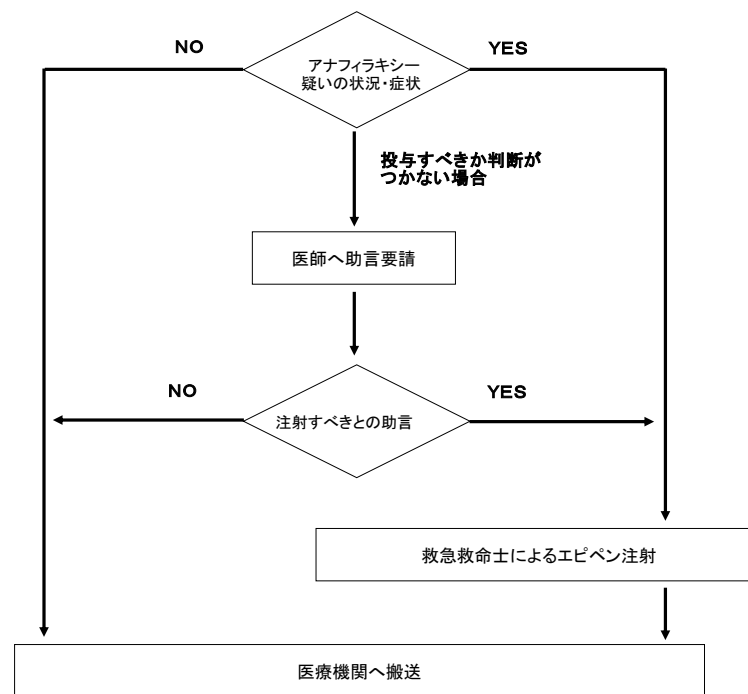 NO
YES
アナフィラキシー
疑いの状況・症状
投与すべきか判断が
つかない場合
医師へ助言要請
NO
YES
注射すべきとの助言
救急救命士によるエピペン注射
医療機関へ搬送